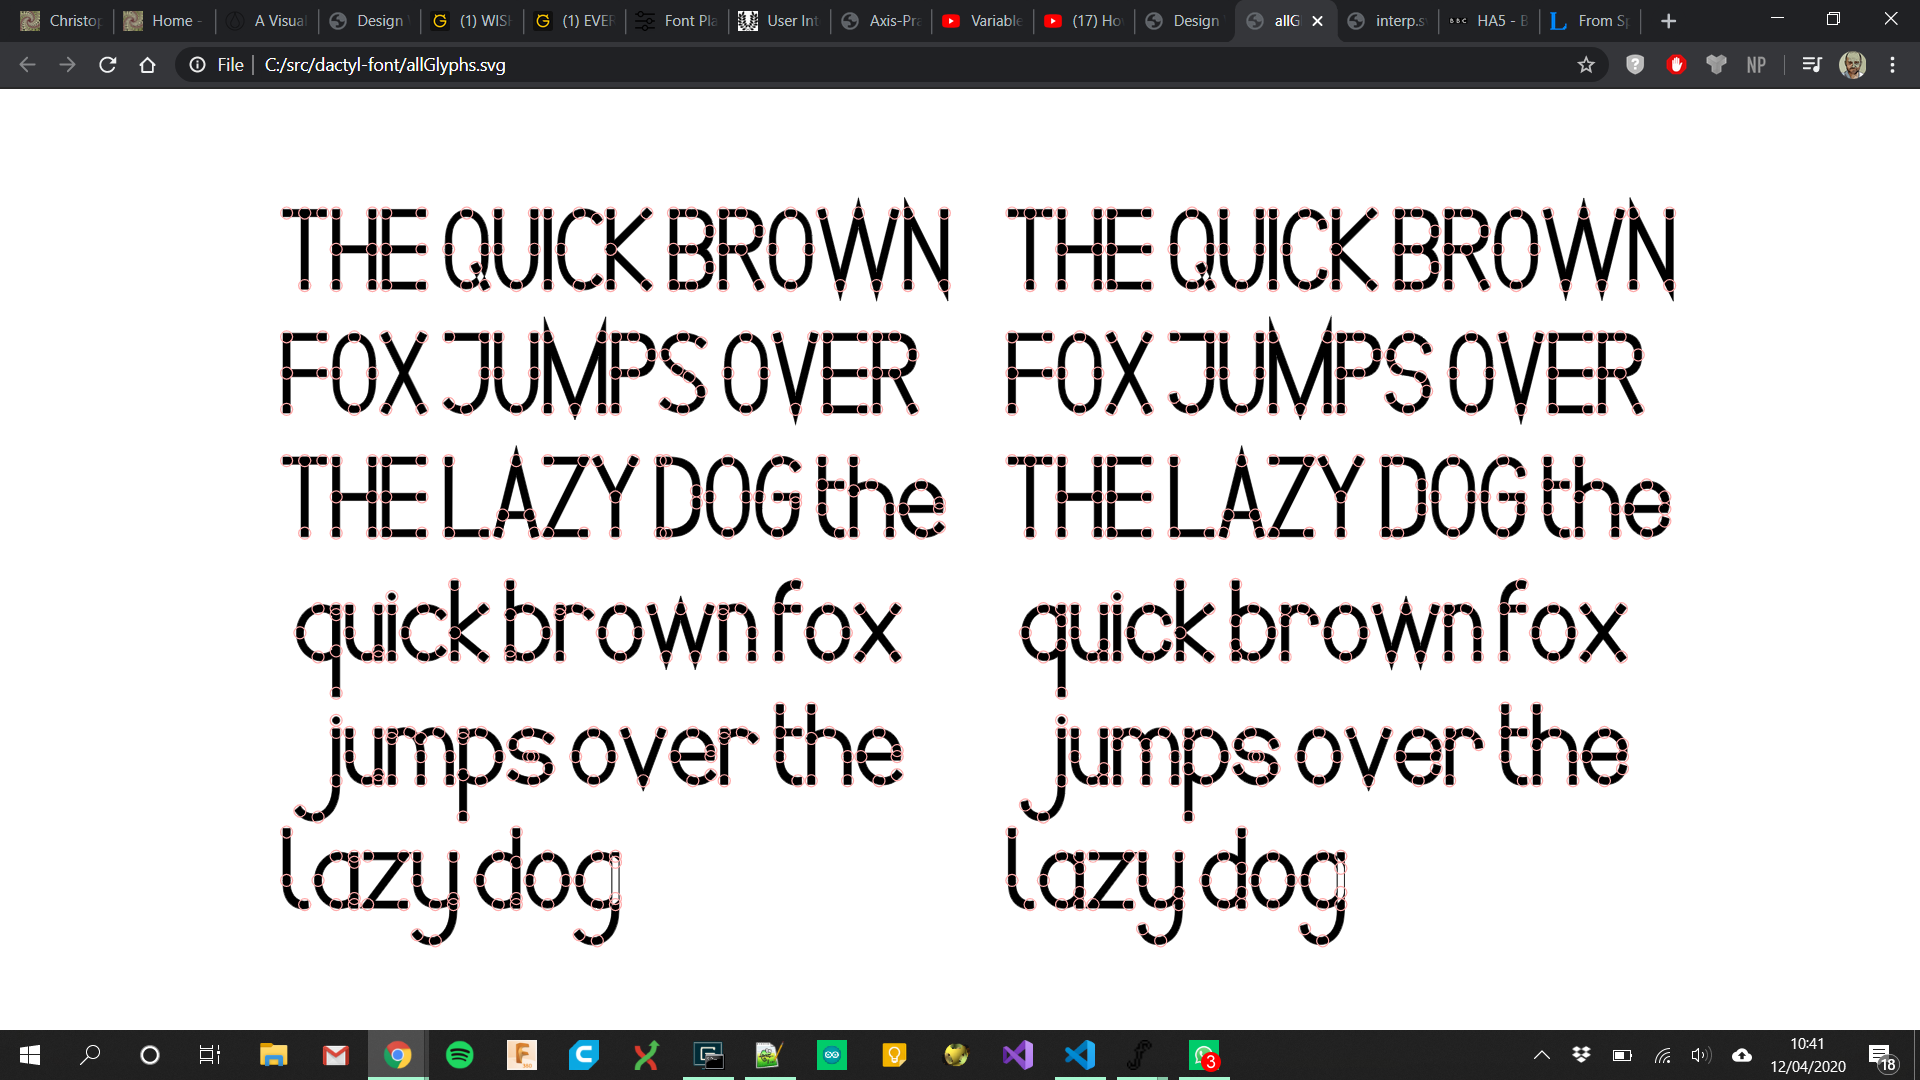 Christop
Home -
A Visual
Design
(1) WISH
(1) EVER
Font Pla
User Int
Axis-Pra
Variable
(17) Ho
Design
allG
interp.s
BBC HA5 - B
From Sp
File C:/src/dactyl-font/allGlyphs.svg
NP
THE QUICK BROWN
FOX JUMPS OVER
THE LAZY DOG the
quick brown fox
jumps over the
lazy dog
THE QUICK BROWN
FOX JUMPS OVER
THE LAZY DOG the
quick brown fox
jumps over the
lazy dog
3
10:41
12/04/2020
18